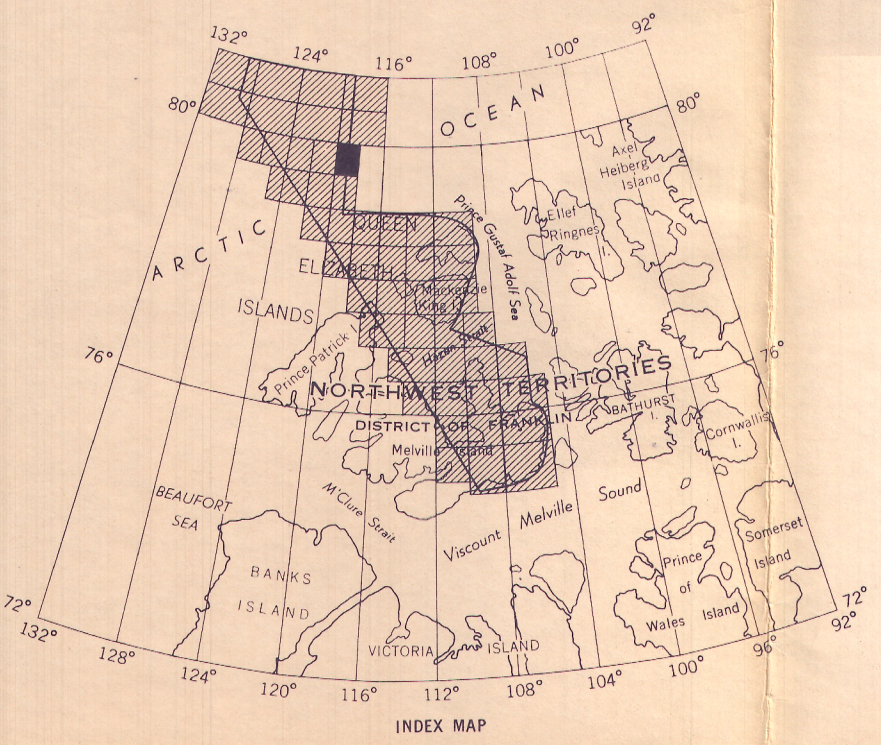 132°
124°
116°
108°
100°
92°
80°
OCEAN
80°
Axel
Heiberg
Island
Prince Gustaf Adolf Sea
Ellef
Ringnes
I.
ARCTIC
QUEEN
ELIZABETH
ISLANDS
Mackenzie
King I.
Prince Patrick I.
Hazen Strait
76°
76°
NORTHWEST TERRITORIES
DISTRICT OF FRANKLIN
BATHURST
I.
Cornwallis
I.
Melville Island
BEAUFORT
SEA
M'Clure Strait
Viscount Melville Sound
Somerset
Island
BANKS
ISLAND
Prince
of
Wales Island
VICTORIA ISLAND
72°
72°
132°
128°
124°
120°
116°
112°
108°
104°
100°
96°
92°
INDEX MAP